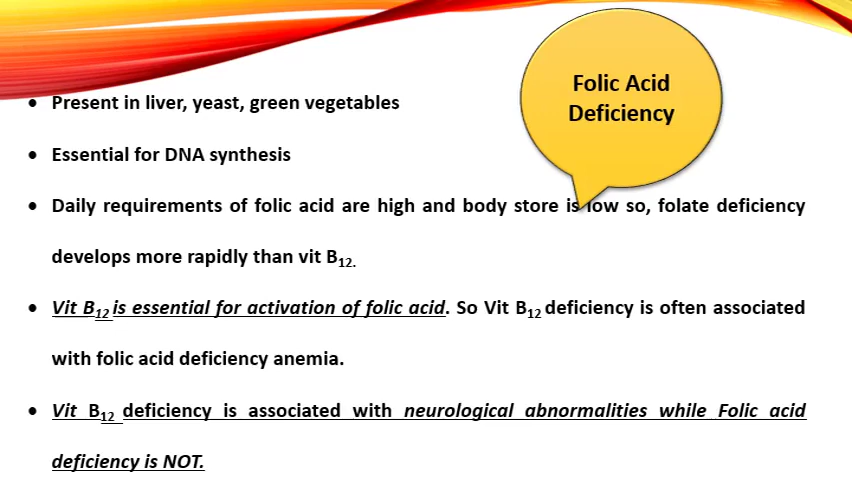 Folic Acid
Deficiency
• Present in liver, yeast, green vegetables
• Essential for DNA synthesis
• Daily requirements of folic acid are high and body store is low so, folate deficiency
develops more rapidly than vit B12.
• Vit B12 is essential for activation of folic acid. So Vit B12 deficiency is often associated
with folic acid deficiency anemia.
• Vit B12 deficiency is associated with neurological abnormalities while Folic acid
deficiency is NOT.